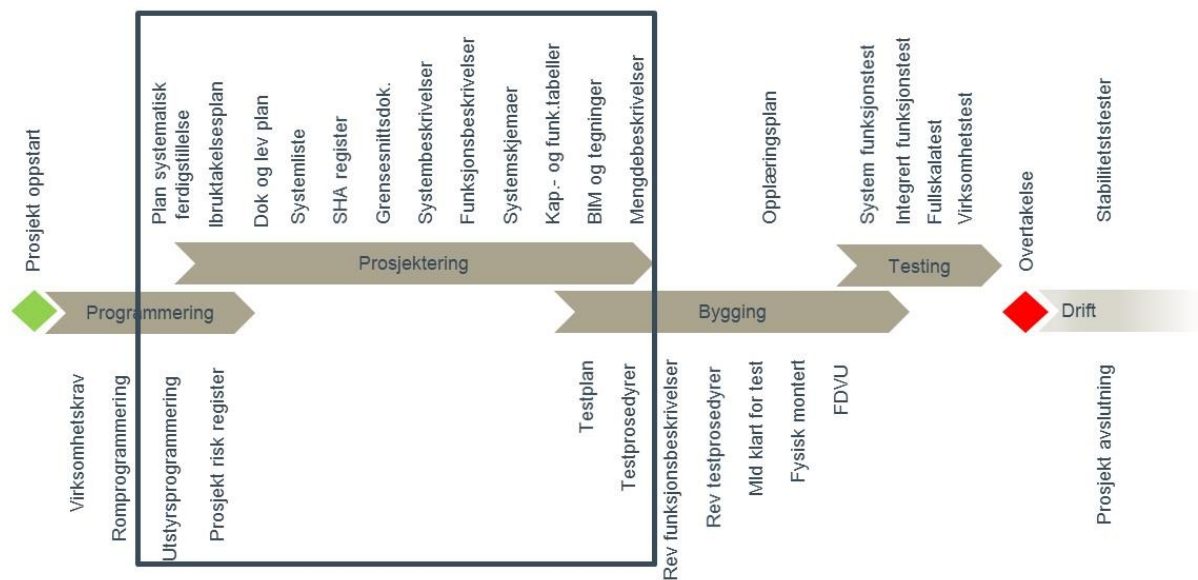 Prosjekt oppstart
Plan systematisk
ferdigstillelse
Ibruktakelsesplan
Dok og lev plan
Systemliste
SHA register
Grensesnittsdok.
Systembeskrivelser
Funksjonsbeskrivelser
Systemskjemaer
Kap.- og funk.tabeller
BIM og tegninger
Mengdebeskrivelser
Opplæringsplan
System funksjonstest
Integrert funksjonstest
Fullskalatest
Virksomhetstest
Overtakelse
Stabilitetstester
Prosjektering
Testing
Programmering
Bygging
Drift
Virksomhetskrav
Romprogrammering
Utstyrsprogrammering
Prosjekt risk register
Testplan
Testprosedyrer
Rev funksjonsbeskrivelser
Rev testprosedyrer
Mld klart for test
Fysisk montert
FDVU
Prosjekt avslutning